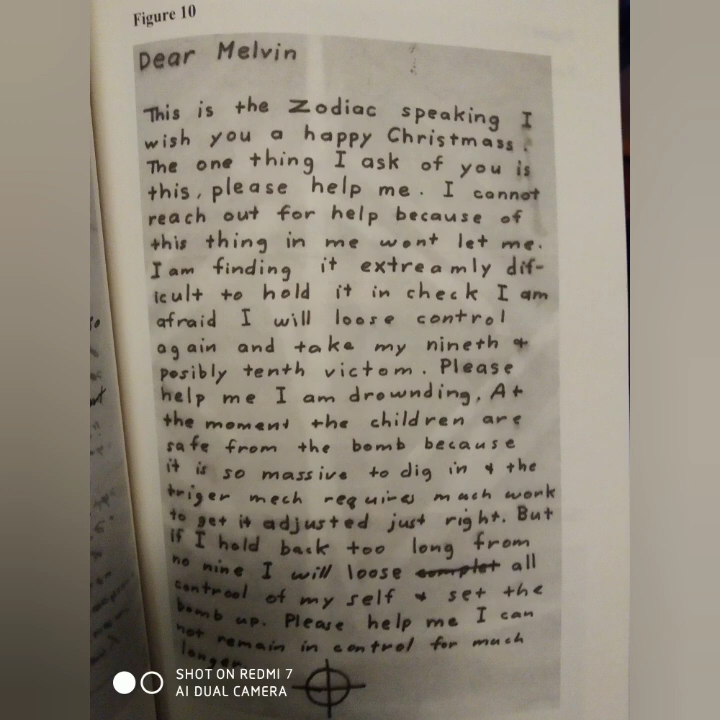 Figure 10
Dear Melvin
This is the Zodiac speaking I
wish you a happy Christmass.
The one thing I ask of you is
this, please help me. I cannot
reach out for help because of
this thing in me wont let me.
I am finding it extreamly dif-
icult to hold it in check I am
afraid I will loose control
again and take my nineth &
posibly tenth victom. Please
help me I am drownding. At
the moment the children are
safe from the bomb because
it is so massive to dig in & the
triger mech requires much work
to get it adjusted just right. But
if I hold back too long from
no nine I will loose complet all
controol of my self & set the
bomb up. Please help me I can
not remain in control for much
longer.
SHOT ON REDMI 7
AI DUAL CAMERA